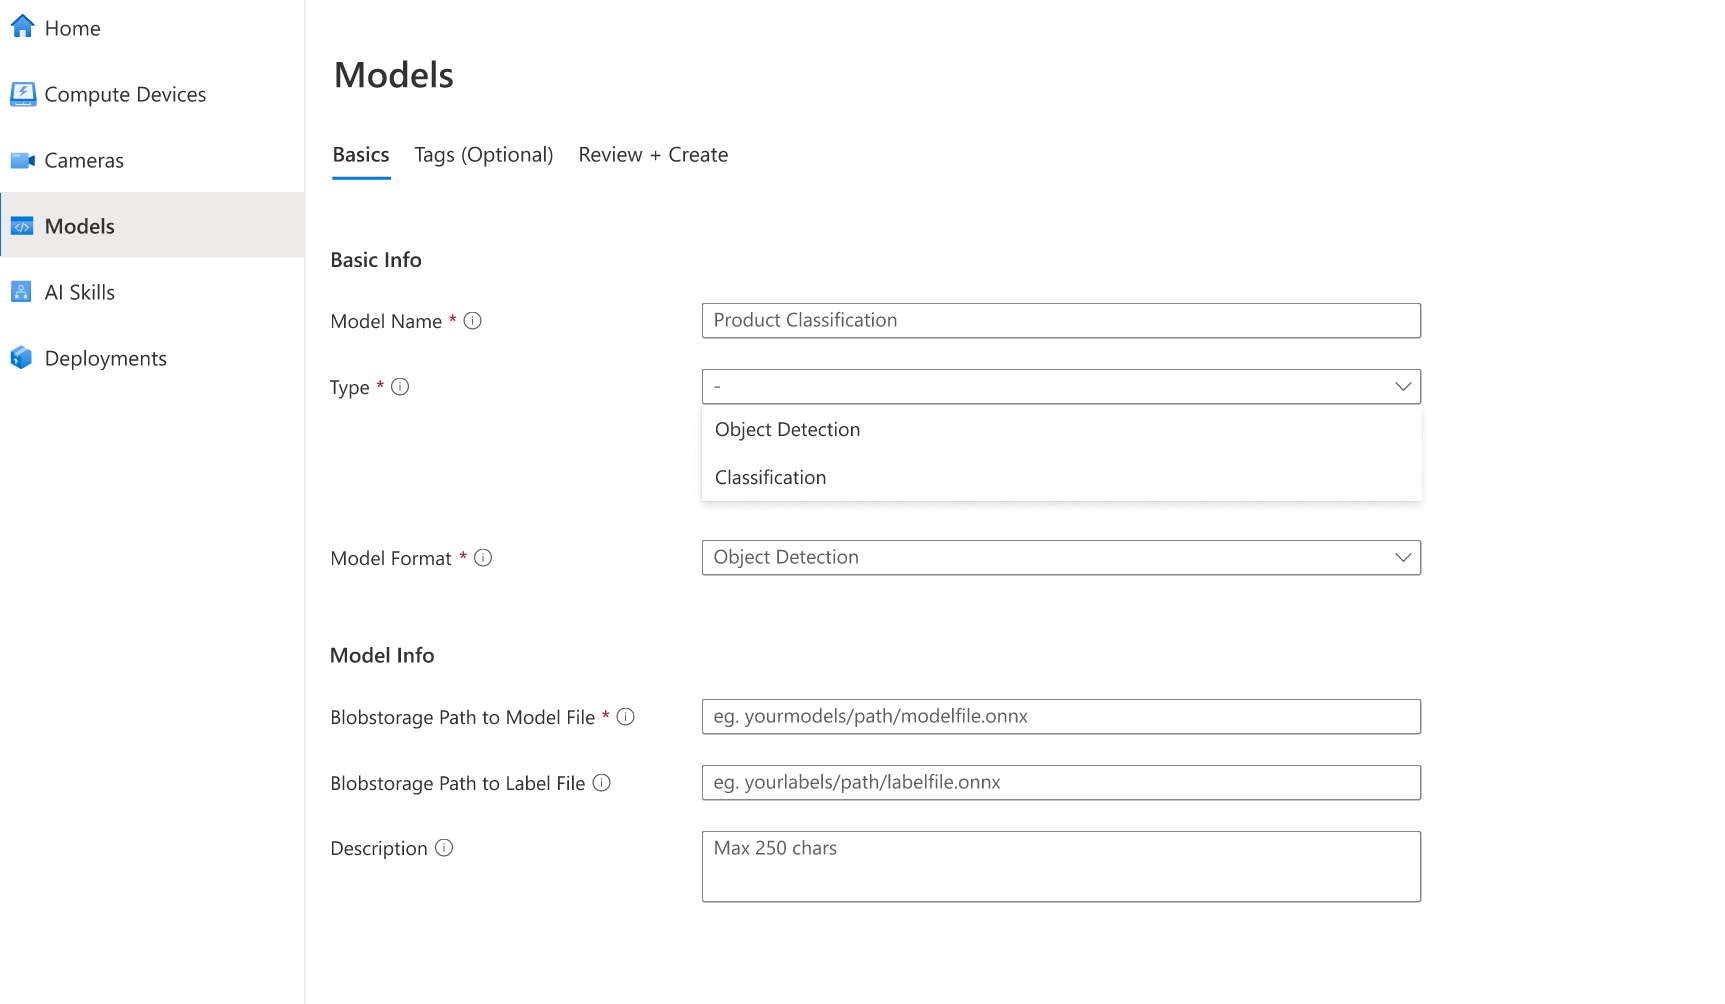 Home
Compute Devices
Cameras
Models
AI Skills
Deployments
Models
Basics Tags (Optional) Review + Create
Basic Info
Model Name * Product Classification
Type * -
Object Detection
Classification
Model Format * Object Detection
Model Info
Blobstorage Path to Model File * eg. yourmodels/path/modelfile.onnx
Blobstorage Path to Label File eg. yourlabels/path/labelfile.onnx
Description Max 250 chars